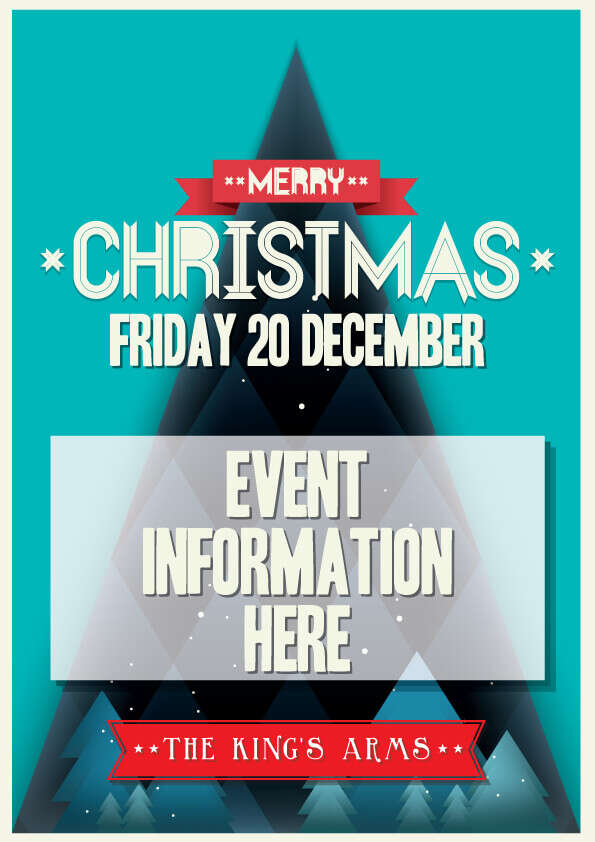 MERRY
CHRISTMAS
FRIDAY 20 DECEMBER
EVENT
INFORMATION
HERE
THE KING'S ARMS